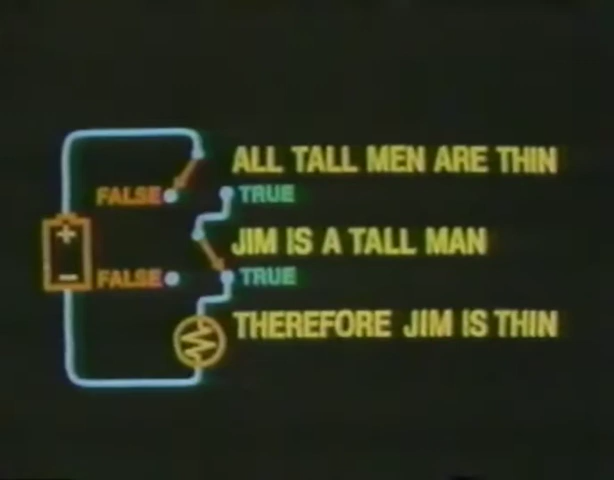 ALL TALL MEN ARE THIN
FALSE TRUE
+
JIM IS A TALL MAN
−
FALSE TRUE
THEREFORE JIM IS THIN